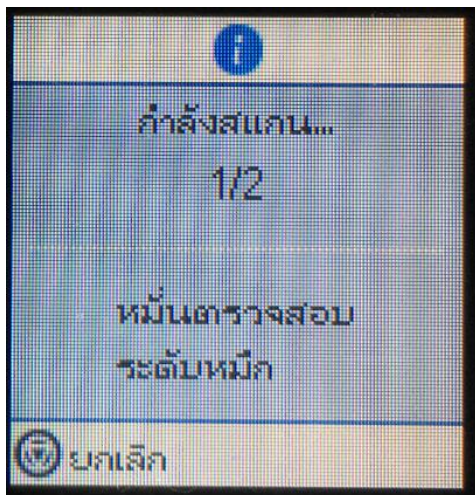 กำลังสแกน...
1/2
หมั่นตรวจสอบ
ระดับหมึก
ยกเลิก